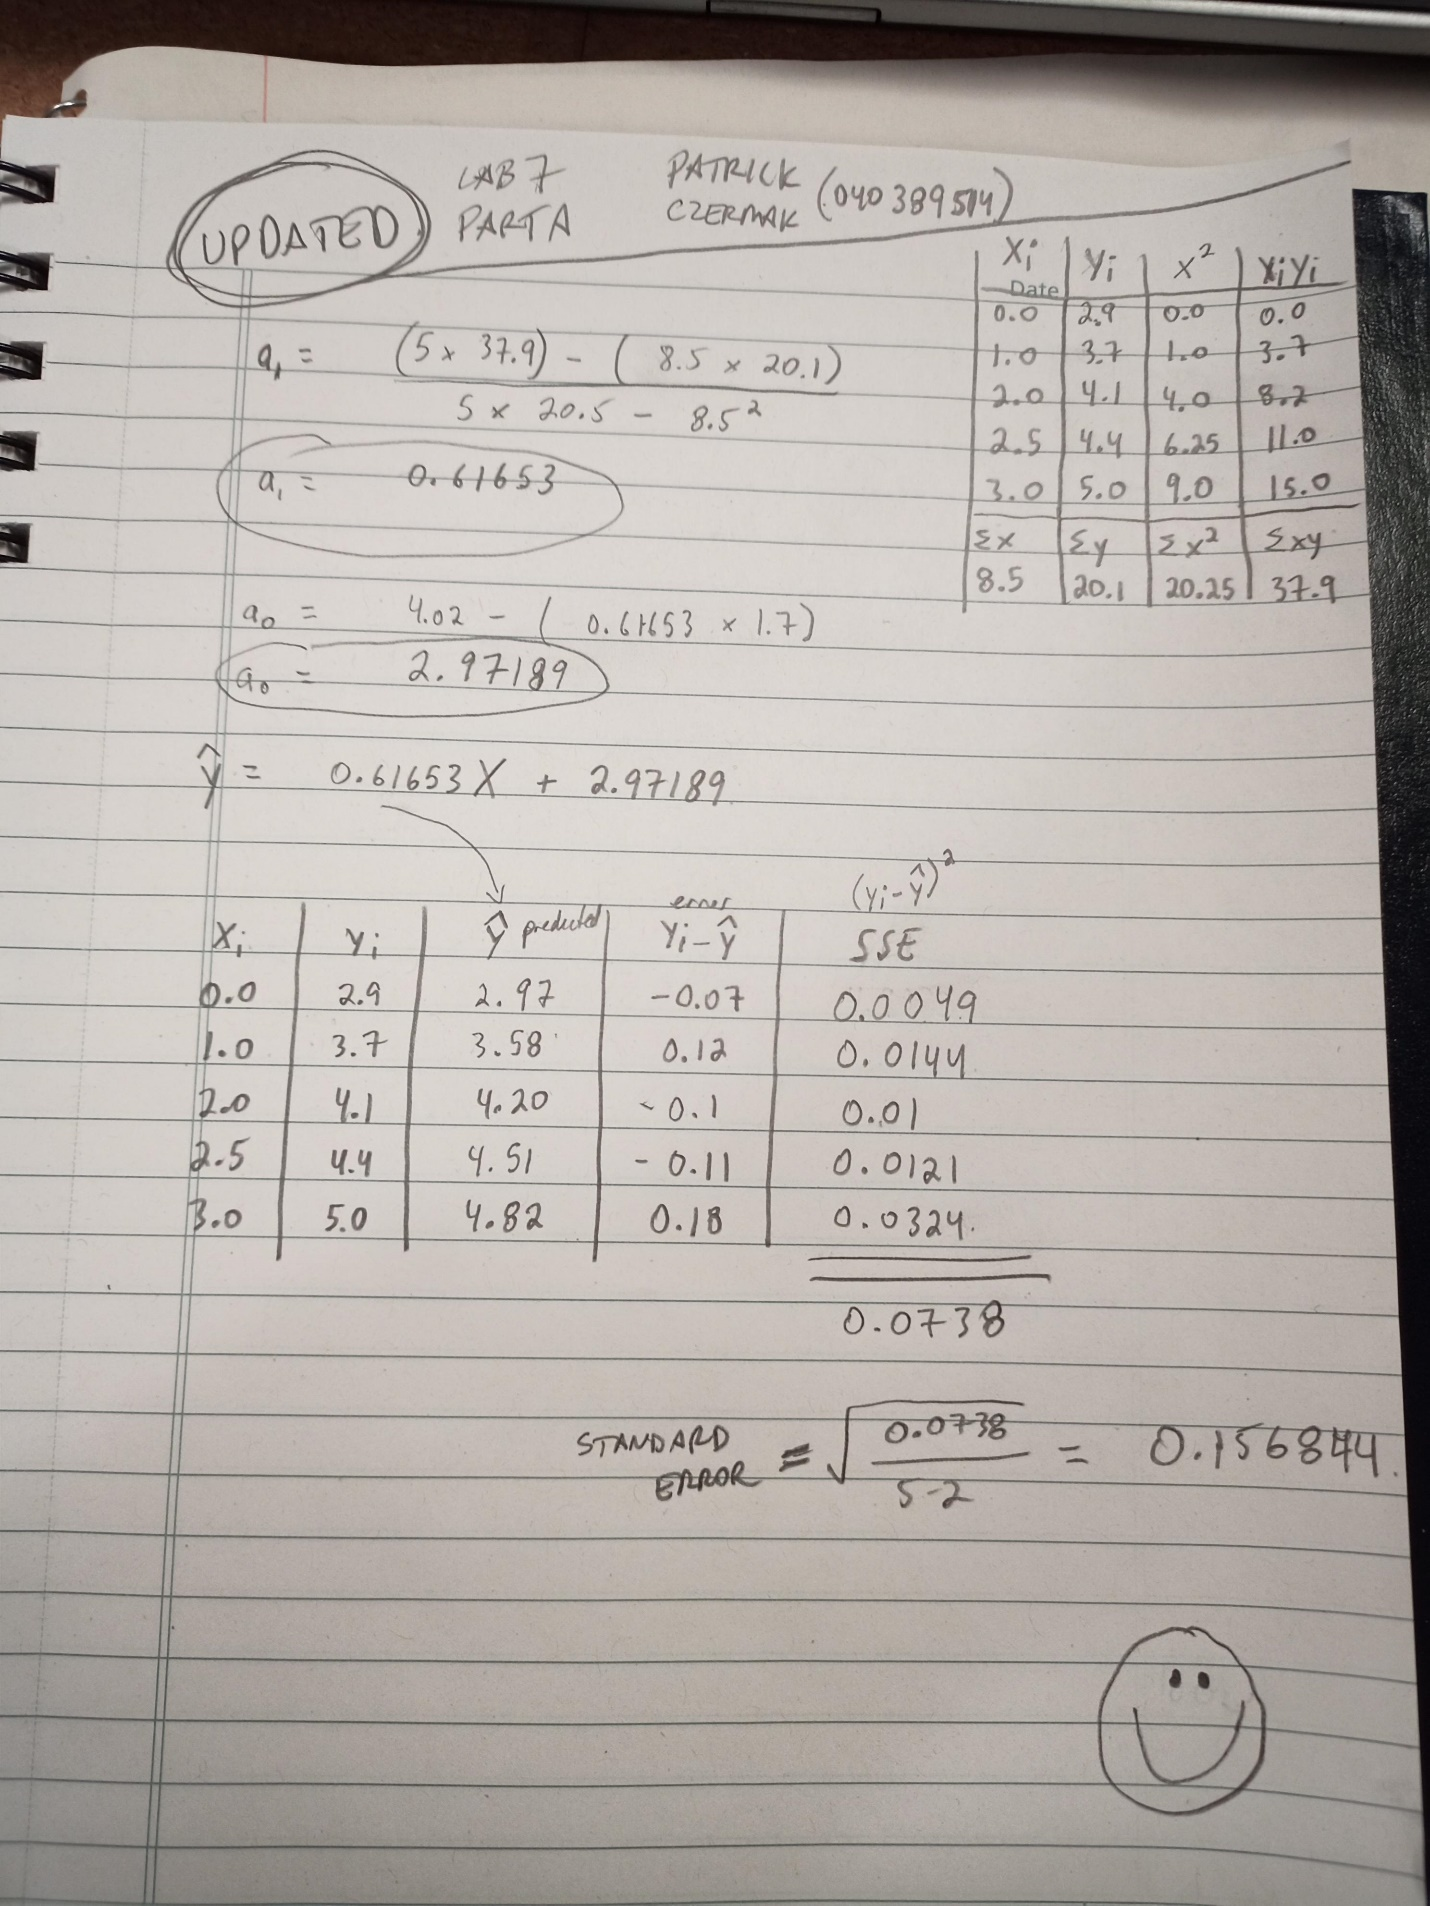 UPDATED
LAB 7
PART A
PATRICK
CZERMAK (040389514)
Xi | Yi | X² | XiYi
Date
0.0 | 2.9 | 0.0 | 0.0
1.0 | 3.7 | 1.0 | 3.7
2.0 | 4.1 | 4.0 | 8.2
2.5 | 4.4 | 6.25 | 11.0
3.0 | 5.0 | 9.0 | 15.0
Σx | Σy | Σx² | Σxy
8.5 | 20.1 | 20.25 | 37.9
a₁ = (5 × 37.9) - (8.5 × 20.1)
5 × 20.5 - 8.5²
a₁ = 0.61653
a₀ = 4.02 - (0.61653 × 1.7)
a₀ = 2.97189
ŷ = 0.61653X + 2.97189
error (yi-ŷ)²
Xi | Yi | ŷ predicted | Yi-ŷ | SSE
0.0 | 2.9 | 2.97 | -0.07 | 0.0049
1.0 | 3.7 | 3.58 | 0.12 | 0.0144
2.0 | 4.1 | 4.20 | -0.1 | 0.01
2.5 | 4.4 | 4.51 | -0.11 | 0.0121
3.0 | 5.0 | 4.82 | 0.18 | 0.0324
0.0738
STANDARD
ERROR = √ 0.0738 / 5-2 = 0.156844